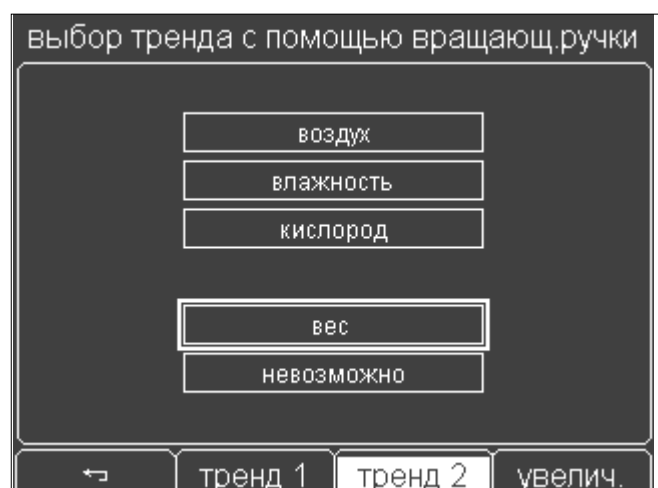 выбор тренда с помощью вращающ.ручки
воздух
влажность
кислород
вес
невозможно
тренд 1 тренд 2 увелич.